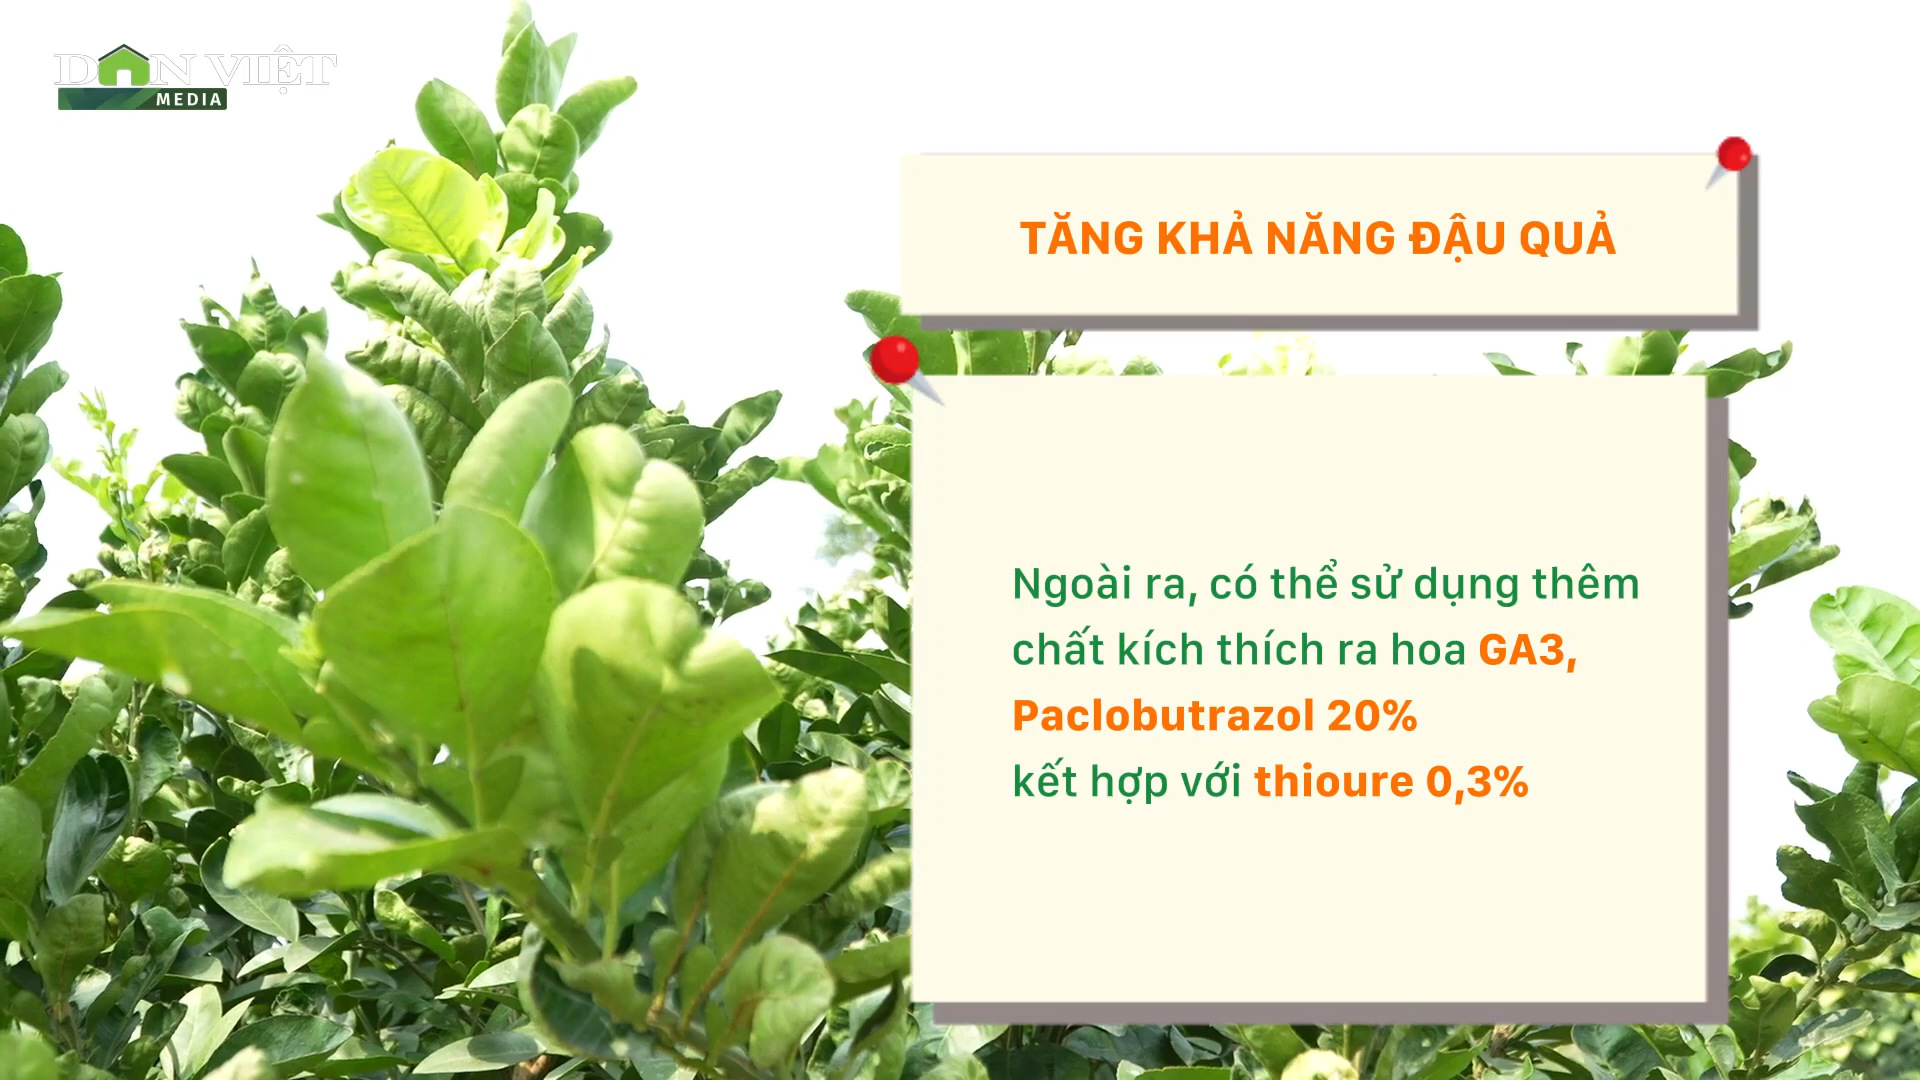 DÂN VIỆT
MEDIA
TĂNG KHẢ NĂNG ĐẬU QUẢ
Ngoài ra, có thể sử dụng thêm
chất kích thích ra hoa GA3,
Paclobutrazol 20%
kết hợp với thioure 0,3%